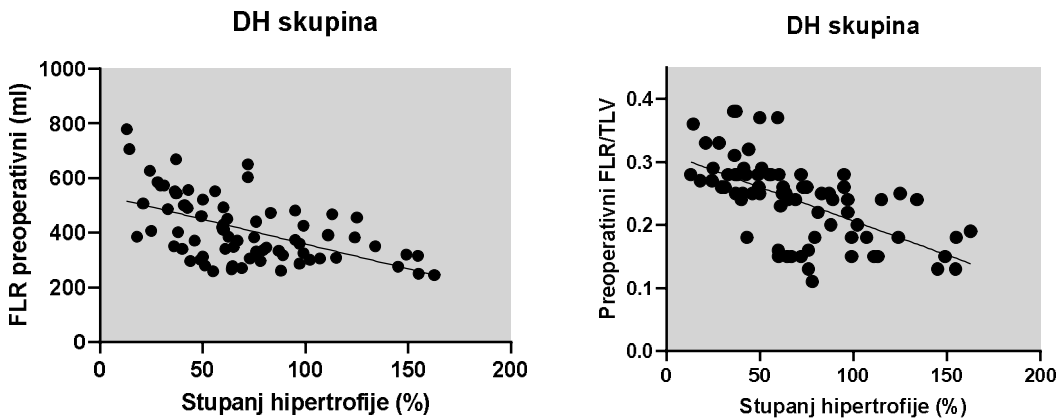 DH skupina
FLR preoperativni (ml)
1000
800
600
400
200
0
0 50 100 150 200
Stupanj hipertrofije (%)
DH skupina
Preoperativni FLR/TLV
0.4
0.3
0.2
0.1
0.0
0 50 100 150 200
Stupanj hipertrofije (%)